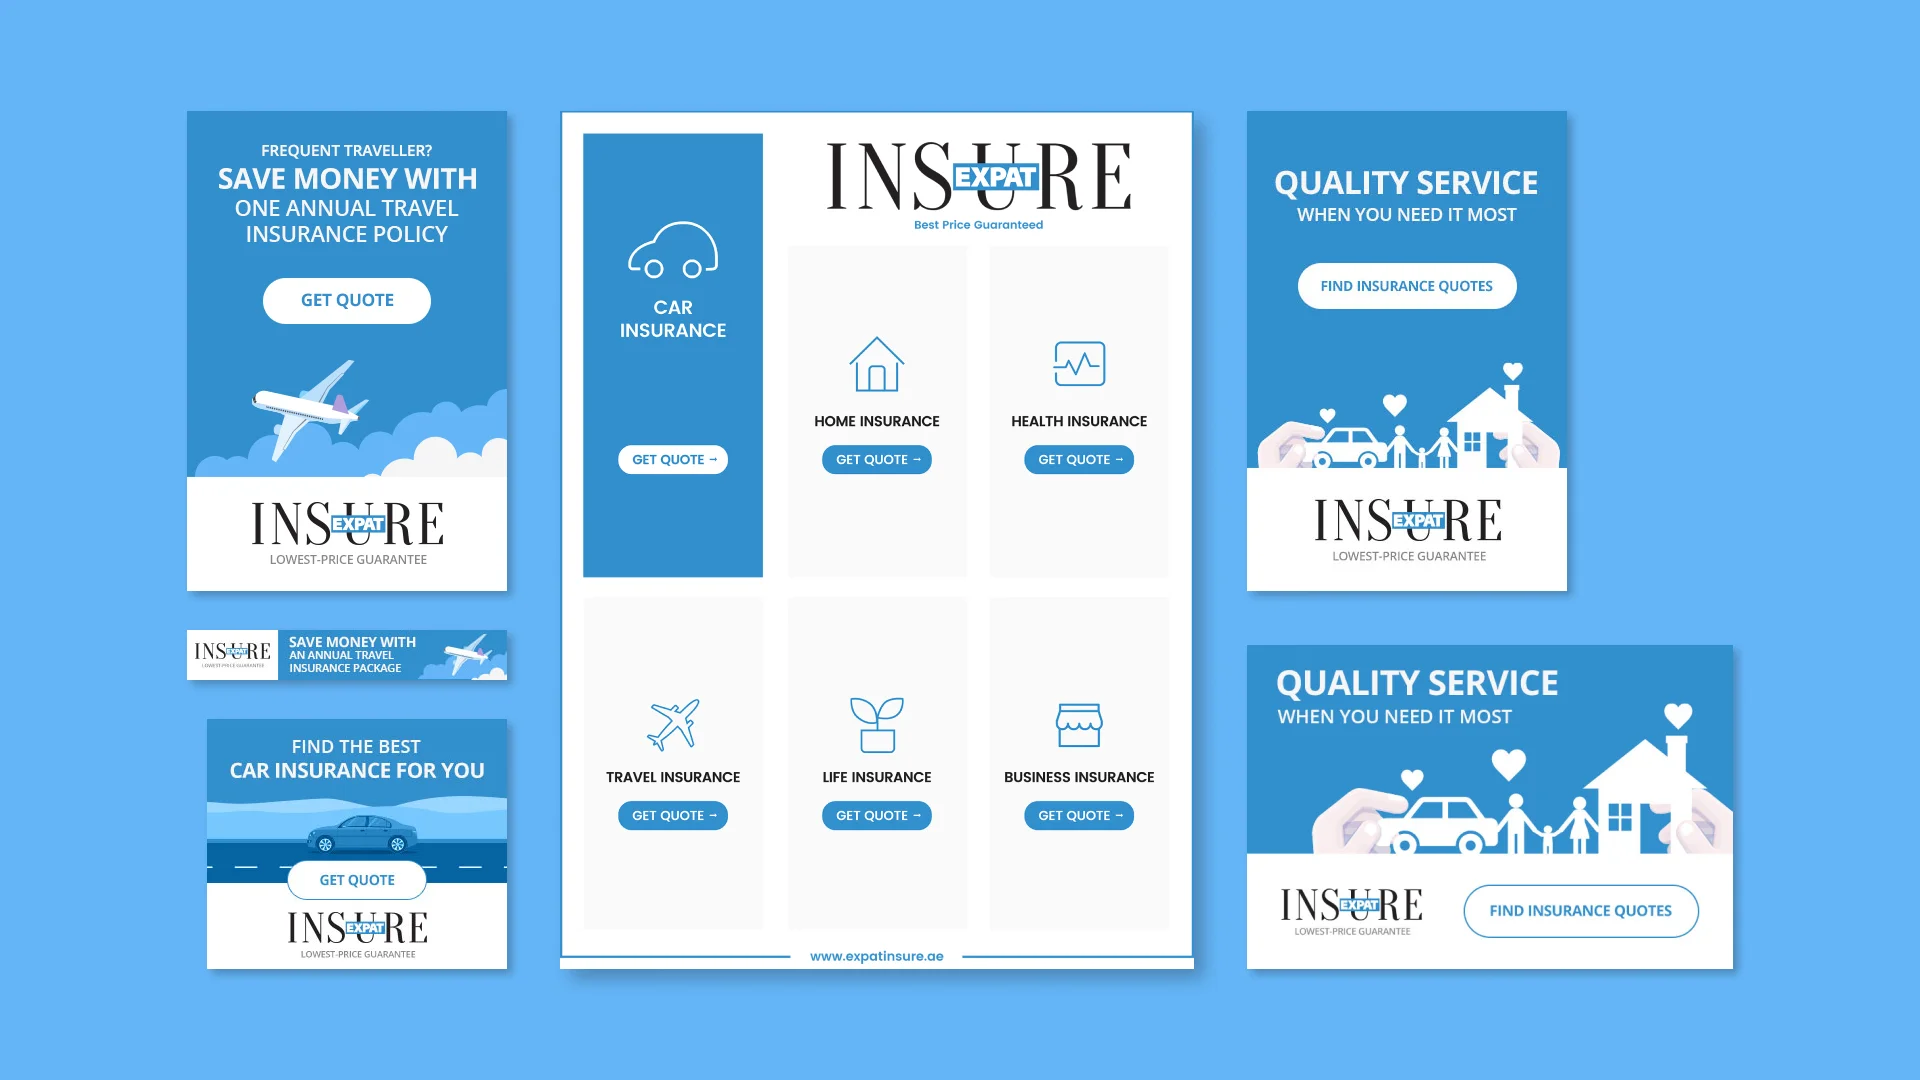 FREQUENT TRAVELLER?
SAVE MONEY WITH
ONE ANNUAL TRAVEL
INSURANCE POLICY
GET QUOTE
INSURE
EXPAT
LOWEST-PRICE GUARANTEE
INSURE
EXPAT
LOWEST-PRICE GUARANTEE
SAVE MONEY WITH
AN ANNUAL TRAVEL
INSURANCE PACKAGE
FIND THE BEST
CAR INSURANCE FOR YOU
GET QUOTE
INSURE
EXPAT
LOWEST-PRICE GUARANTEE
INSURE
EXPAT
Best Price Guaranteed
CAR
INSURANCE
GET QUOTE →
HOME INSURANCE
GET QUOTE →
HEALTH INSURANCE
GET QUOTE →
TRAVEL INSURANCE
GET QUOTE →
LIFE INSURANCE
GET QUOTE →
BUSINESS INSURANCE
GET QUOTE →
www.expatinsure.ae
QUALITY SERVICE
WHEN YOU NEED IT MOST
FIND INSURANCE QUOTES
INSURE
EXPAT
LOWEST-PRICE GUARANTEE
QUALITY SERVICE
WHEN YOU NEED IT MOST
INSURE
EXPAT
LOWEST-PRICE GUARANTEE
FIND INSURANCE QUOTES